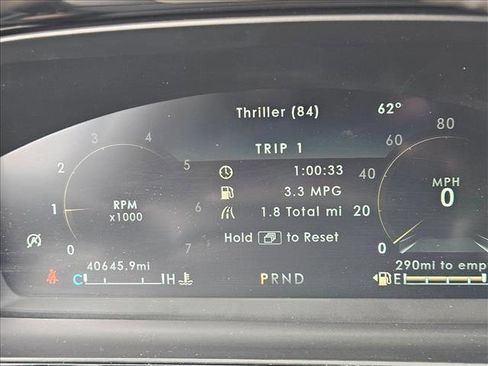 Thriller (84) 62°
TRIP 1
1:00:33
3.3 MPG
1.8 Total mi
Hold to Reset
0 1 2 3 4 5 6 7
RPM
x1000
0 20 40 60 80
MPH
0
40645.9mi
C H
PRND
290mi to emp
E